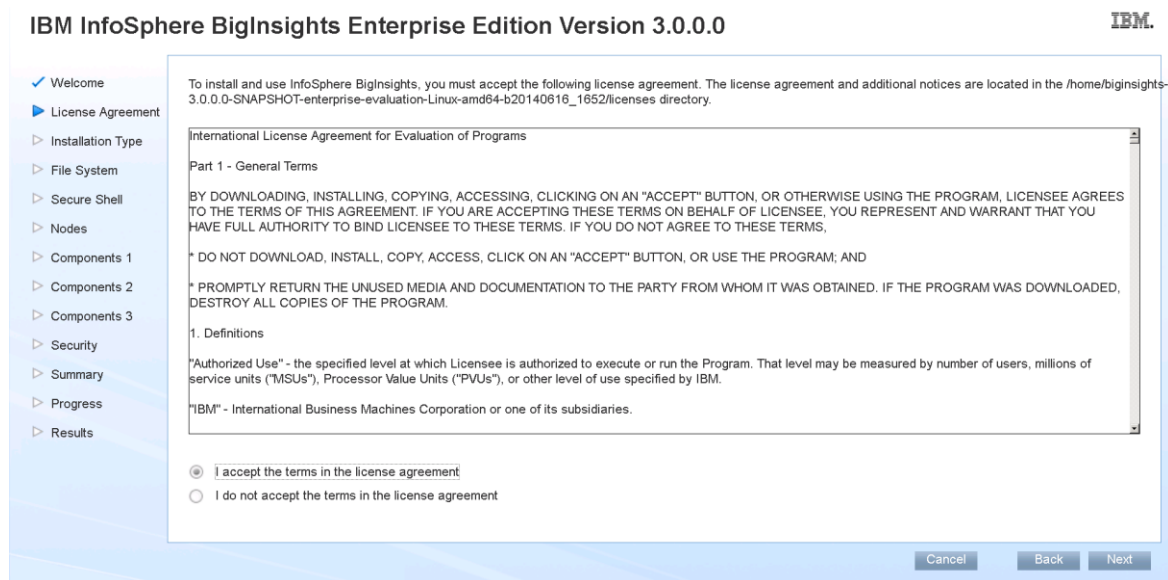 IBM InfoSphere BigInsights Enterprise Edition Version 3.0.0.0
IBM.
Welcome
License Agreement
Installation Type
File System
Secure Shell
Nodes
Components 1
Components 2
Components 3
Security
Summary
Progress
Results
To install and use InfoSphere BigInsights, you must accept the following license agreement. The license agreement and additional notices are located in the /home/biginsights-
3.0.0.0-SNAPSHOT-enterprise-evaluation-Linux-amd64-b20140616_1652/licenses directory.
International License Agreement for Evaluation of Programs
Part 1 - General Terms
BY DOWNLOADING, INSTALLING, COPYING, ACCESSING, CLICKING ON AN "ACCEPT" BUTTON, OR OTHERWISE USING THE PROGRAM, LICENSEE AGREES
TO THE TERMS OF THIS AGREEMENT. IF YOU ARE ACCEPTING THESE TERMS ON BEHALF OF LICENSEE, YOU REPRESENT AND WARRANT THAT YOU
HAVE FULL AUTHORITY TO BIND LICENSEE TO THESE TERMS. IF YOU DO NOT AGREE TO THESE TERMS,
* DO NOT DOWNLOAD, INSTALL, COPY, ACCESS, CLICK ON AN "ACCEPT" BUTTON, OR USE THE PROGRAM; AND
* PROMPTLY RETURN THE UNUSED MEDIA AND DOCUMENTATION TO THE PARTY FROM WHOM IT WAS OBTAINED. IF THE PROGRAM WAS DOWNLOADED,
DESTROY ALL COPIES OF THE PROGRAM.
1. Definitions
"Authorized Use" - the specified level at which Licensee is authorized to execute or run the Program. That level may be measured by number of users, millions of
service units ("MSUs"), Processor Value Units ("PVUs"), or other level of use specified by IBM.
"IBM" - International Business Machines Corporation or one of its subsidiaries.
I accept the terms in the license agreement
I do not accept the terms in the license agreement
Cancel
Back
Next